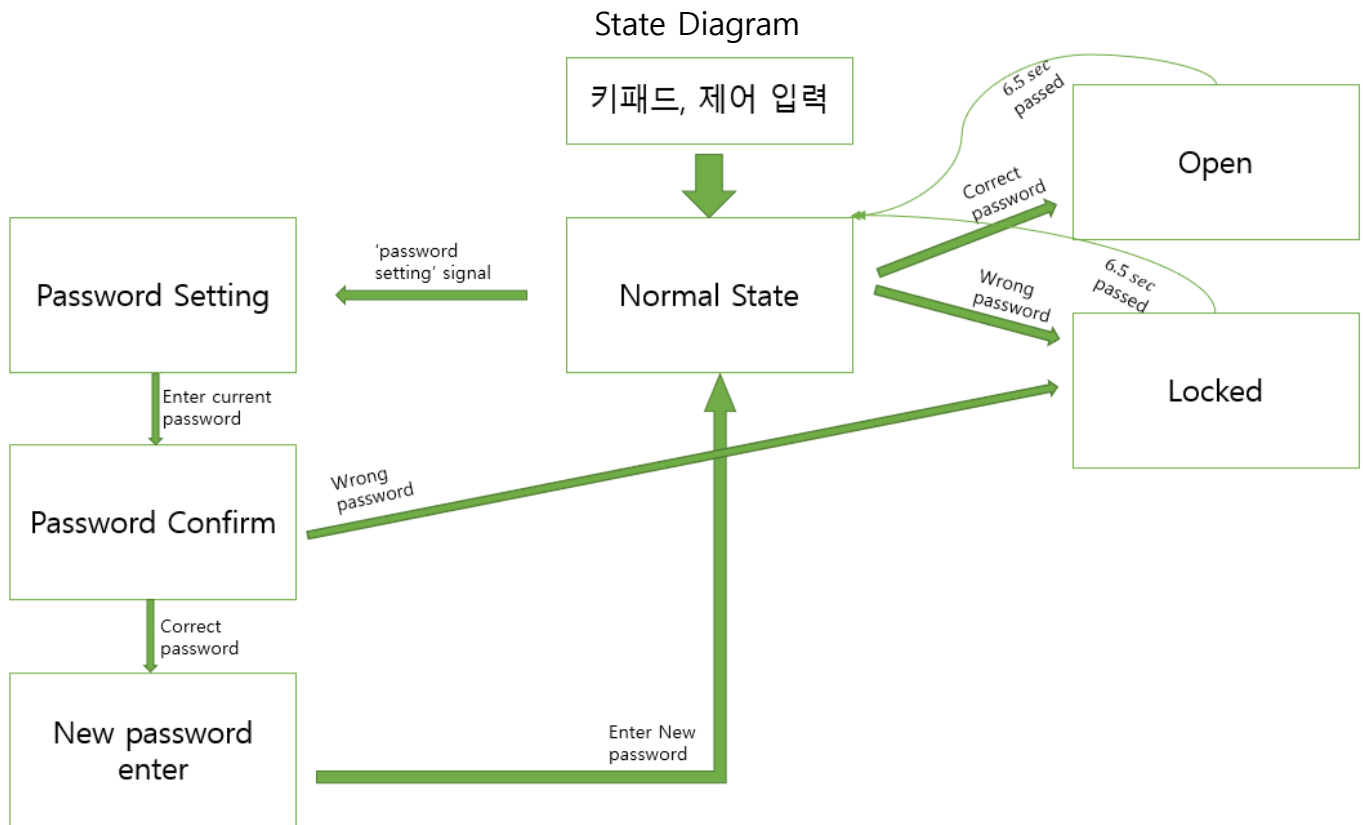 State Diagram
키패드, 제어 입력
6.5 sec
passed
Open
Correct
password
'password
setting' signal
Password Setting
Normal State
Wrong
password
6.5 sec
passed
Locked
Enter current
password
Password Confirm
Wrong
password
Correct
password
New password
enter
Enter New
password